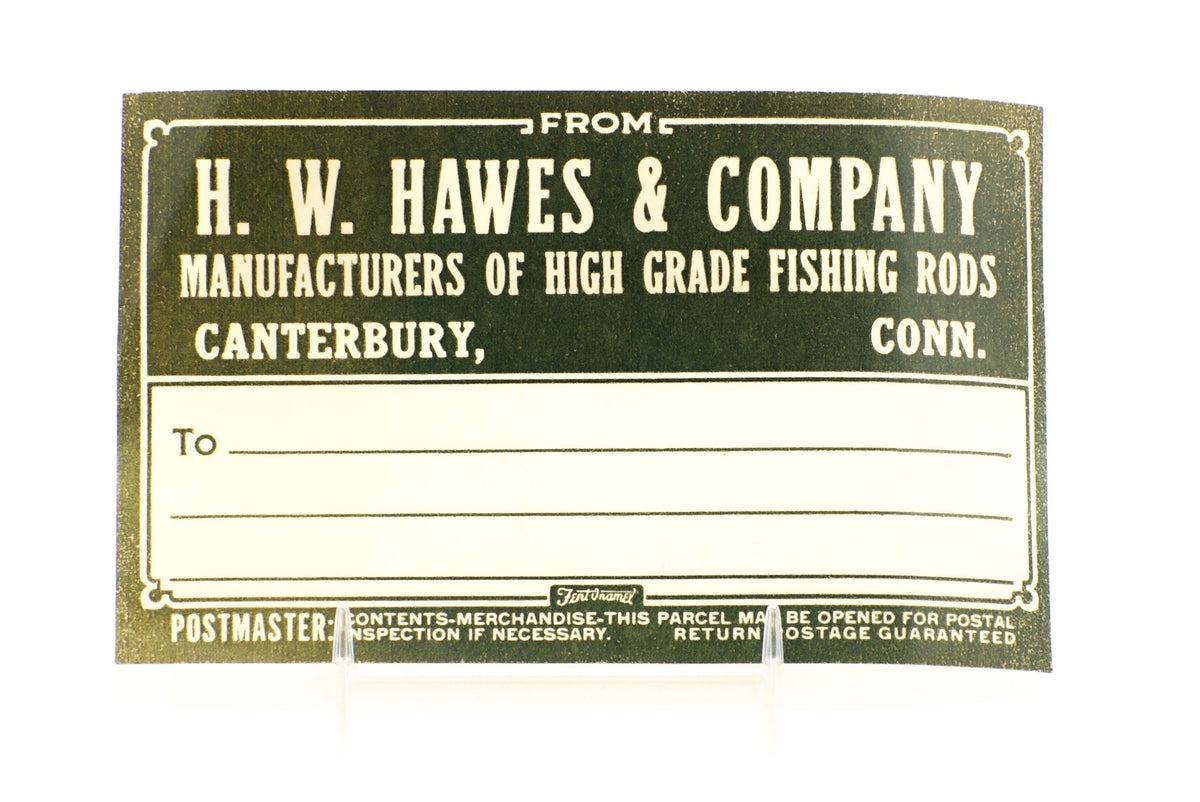 FROM
H. W. HAWES & COMPANY
MANUFACTURERS OF HIGH GRADE FISHING RODS
CANTERBURY, CONN.
To
POSTMASTER: CONTENTS-MERCHANDISE-THIS PARCEL MAY BE OPENED FOR POSTAL
INSPECTION IF NECESSARY. RETURN POSTAGE GUARANTEED